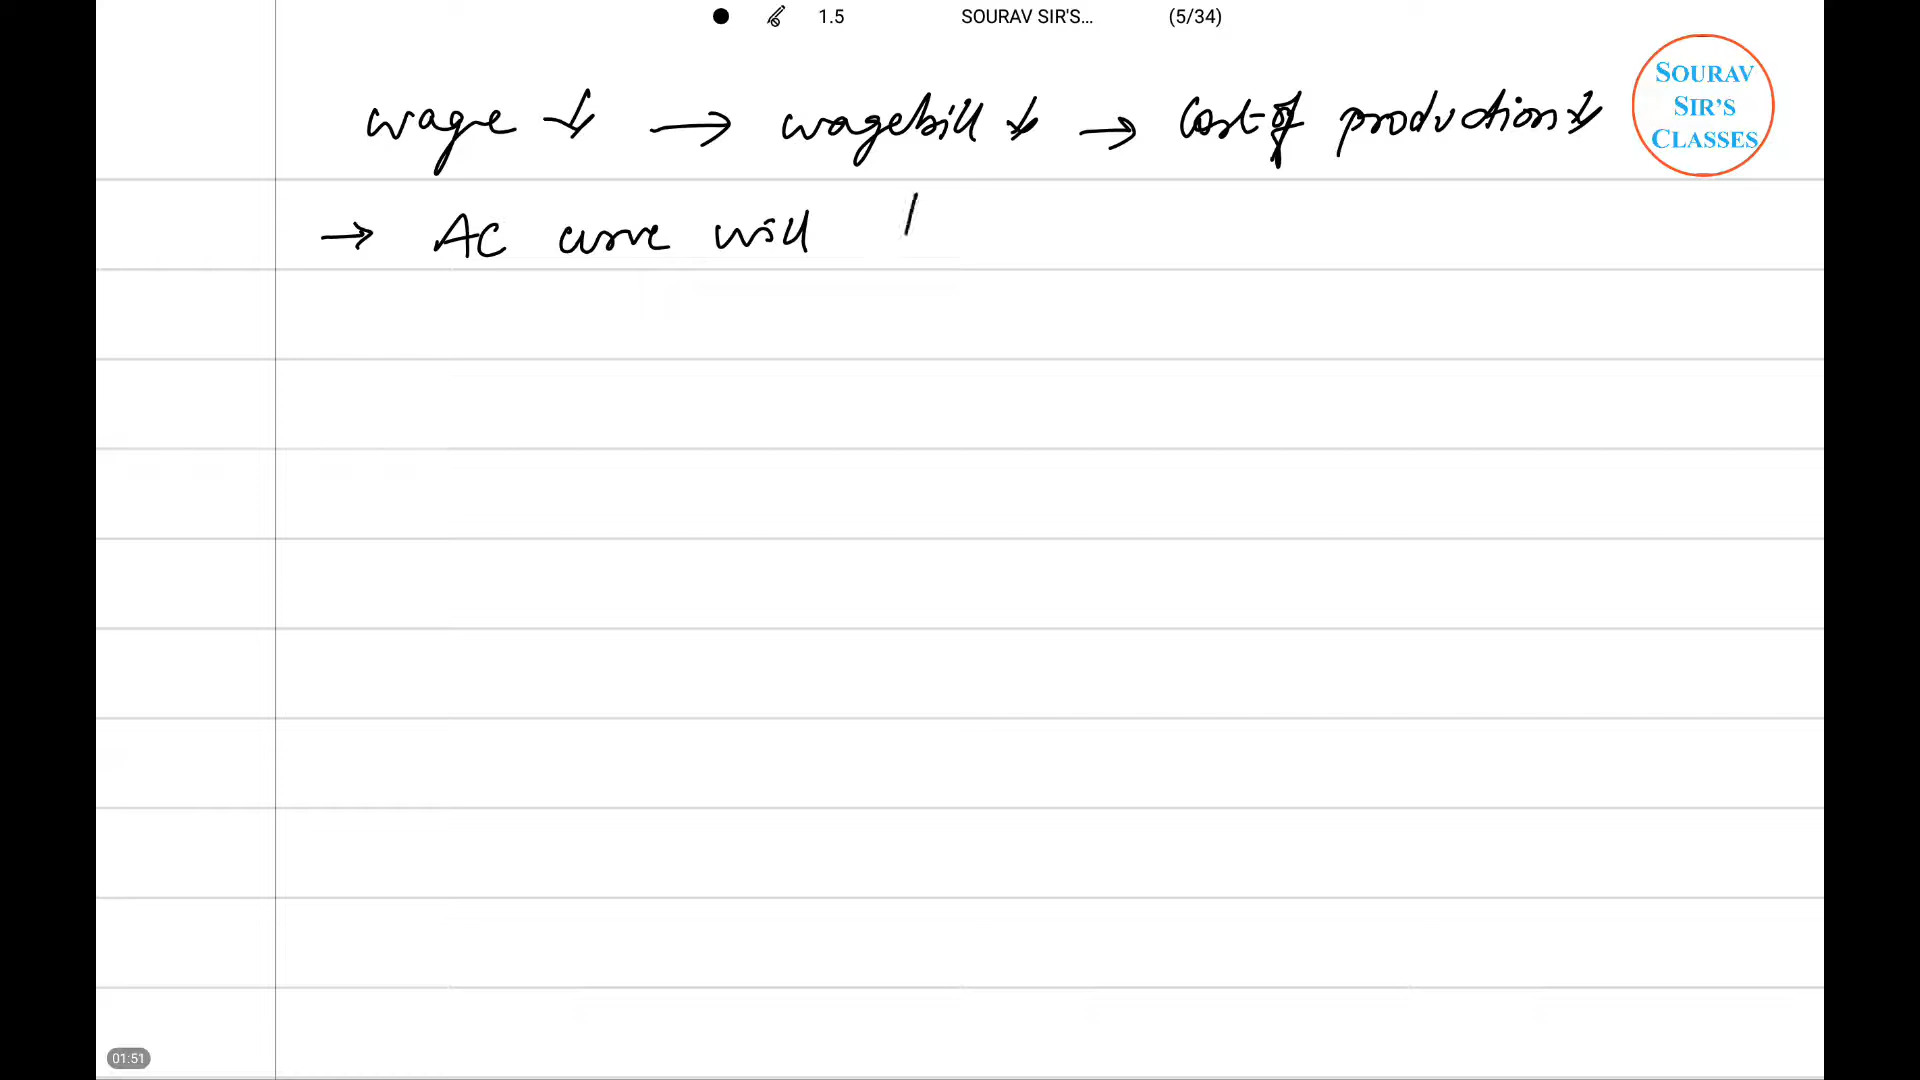 1.5 SOURAV SIR'S... (5/34)
SOURAV
SIR'S
CLASSES
wage ↓ → wagebill ↓ → Cost of production ↓
→ AC curve will
01:51